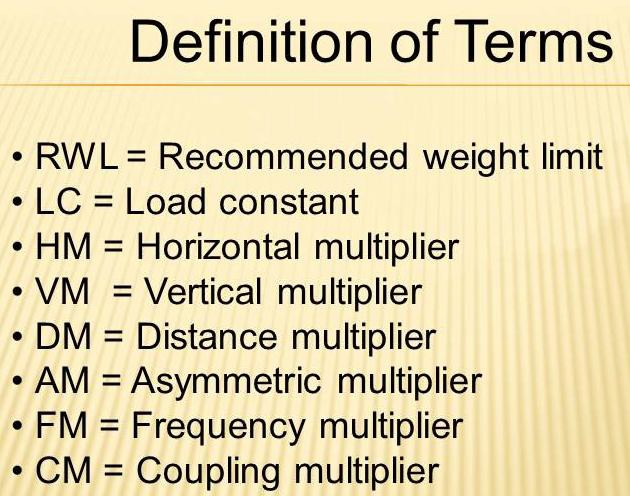 Definition of Terms
• RWL = Recommended weight limit
• LC = Load constant
• HM = Horizontal multiplier
• VM = Vertical multiplier
• DM = Distance multiplier
• AM = Asymmetric multiplier
• FM = Frequency multiplier
• CM = Coupling multiplier